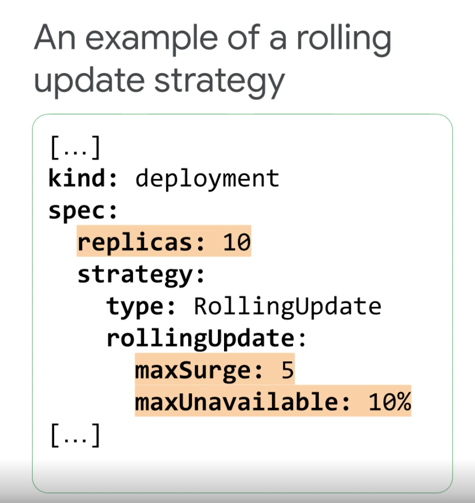 An example of a rolling
update strategy
[...]
kind: deployment
spec:
  replicas: 10
  strategy:
    type: RollingUpdate
    rollingUpdate:
      maxSurge: 5
      maxUnavailable: 10%
[...]